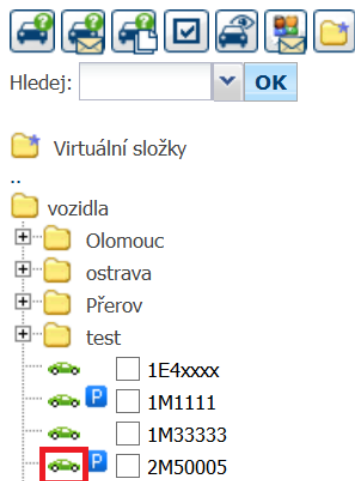 Hledej: OK
Virtuální složky
..
vozidla
Olomouc
ostrava
Přerov
test
1E4xxxx
P 1M1111
1M33333
P 2M50005